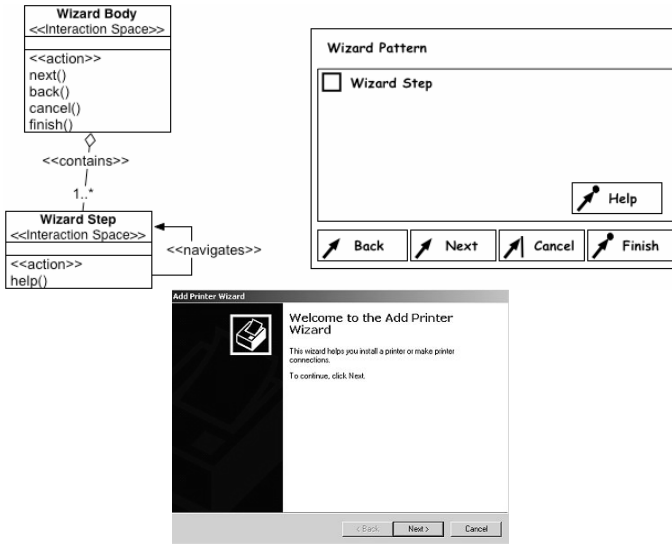 Wizard Body
<<Interaction Space>>
<<action>>
next()
back()
cancel()
finish()
<<contains>>
1..*
Wizard Step
<<Interaction Space>>
<<navigates>>
<<action>>
help()
Wizard Pattern
Wizard Step
Help
Back
Next
Cancel
Finish
Add Printer Wizard
Welcome to the Add Printer
Wizard
This wizard helps you install a printer or make printer
connections.
To continue, click Next.
< Back
Next >
Cancel